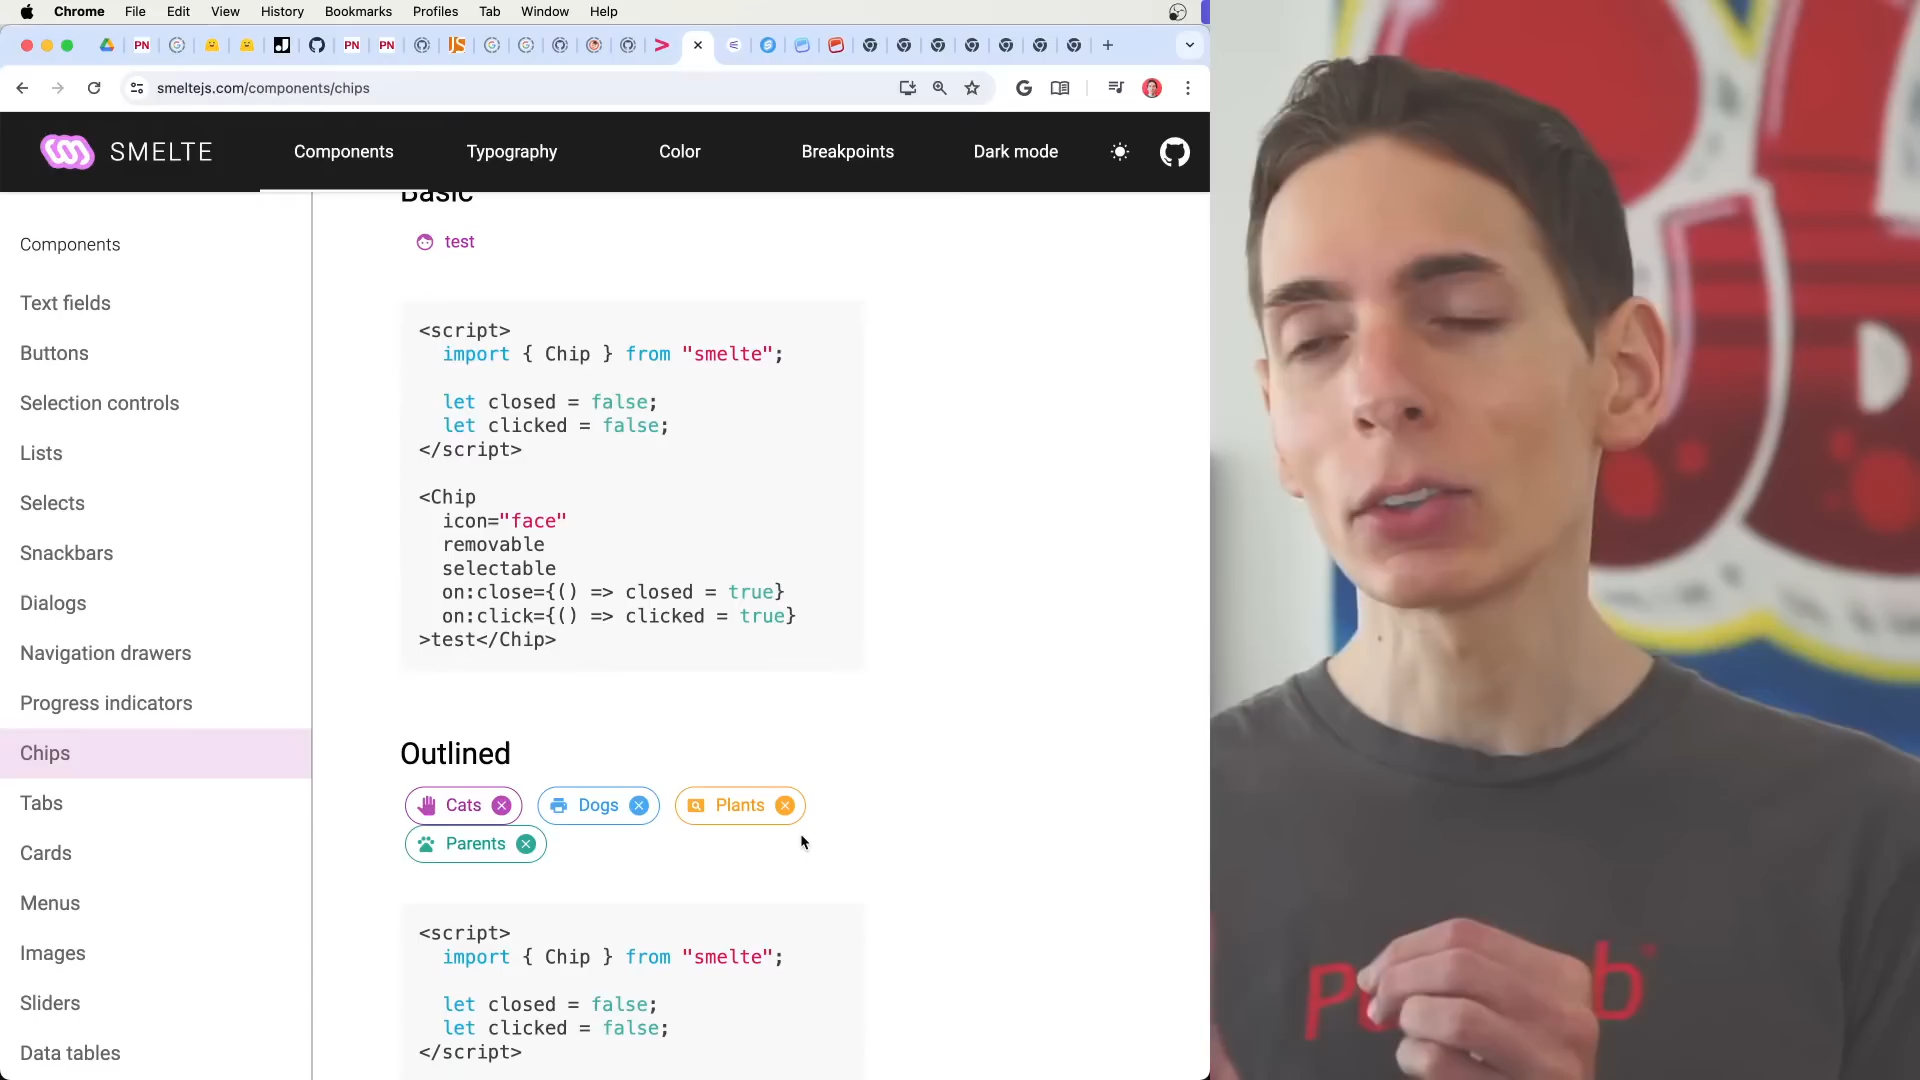 Chrome File Edit View History Bookmarks Profiles Tab Window Help
PN PN PN JS
smeltejs.com/components/chips
SMELTE Components Typography Color Breakpoints Dark mode
Basic
test
Components
Text fields
Buttons
Selection controls
Lists
Selects
Snackbars
Dialogs
Navigation drawers
Progress indicators
Chips
Tabs
Cards
Menus
Images
Sliders
Data tables
<script>
import { Chip } from "smelte";
let closed = false;
let clicked = false;
</script>
<Chip
icon="face"
removable
selectable
on:close={() => closed = true}
on:click={() => clicked = true}
>test</Chip>
Outlined
Cats Dogs Plants
Parents
<script>
import { Chip } from "smelte";
let closed = false;
let clicked = false;
</script>